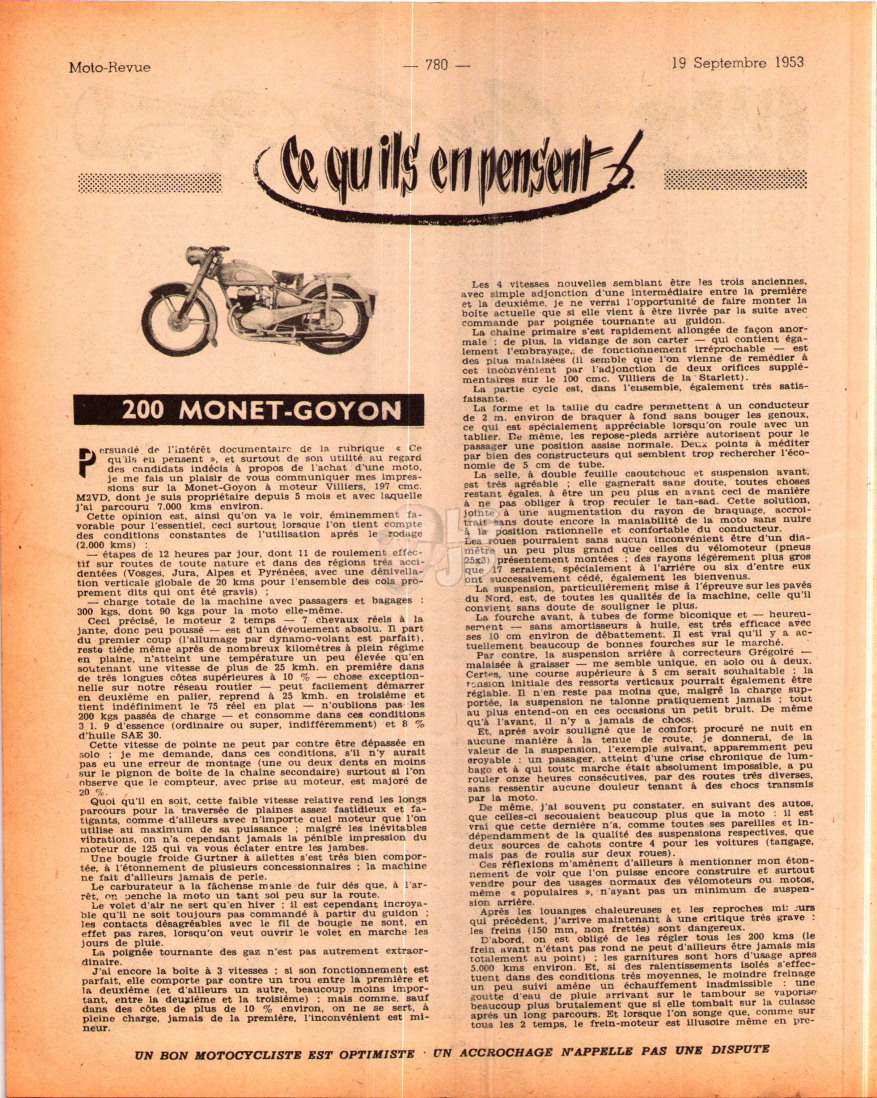 Moto-Revue
— 780 —
19 Septembre 1953
Ce qu'ils en pensent
200 MONET-GOYON
Persuadé de l'intérêt documentaire de la rubrique « Ce
qu'ils en pensent », et surtout de son utilité au regard
des candidats indécis à propos de l'achat d'une moto,
je me fais un plaisir de vous communiquer mes impres-
sions sur la Monet-Goyon à moteur Villiers, 197 cmc.
M2VD, dont je suis propriétaire depuis 5 mois et avec laquelle
j'ai parcouru 7.000 kms environ.
Cette opinion est, ainsi qu'on va le voir, éminemment fa-
vorable pour l'essentiel, ceci surtout lorsque l'on tient compte
des conditions constantes de l'utilisation après le rodage
(2.000 kms) :
— étapes de 12 heures par jour, dont 11 de roulement effec-
tif sur routes de toute nature et dans des régions très acci-
dentées (Vosges, Jura, Alpes et Pyrénées, avec une dénivella-
tion verticale globale de 20 kms pour l'ensemble des cols pro-
prement dits qui ont été gravis) ;
— charge totale de la machine avec passagers et bagages :
300 kgs, dont 90 kgs pour la moto elle-même.
Ceci précisé, le moteur 2 temps — 7 chevaux réels à la
jante, donc peu poussé — est d'un dévouement absolu. Il part
du premier coup (l'allumage par dynamo-volant est parfait),
reste tiède même après de nombreux kilomètres à plein régime
en plaine, n'atteint une température un peu élevée qu'en
soutenant une vitesse de plus de 25 kmh. en première dans
de très longues côtes supérieures à 10 % — chose exception-
nelle sur notre réseau routier — peut facilement démarrer
en deuxième en palier, reprend à 25 kmh. en troisième et
tient indéfiniment le 75 réel en plat — n'oublions pas les
200 kgs passés de charge — et consomme dans ces conditions
3 l. 9 d'essence (ordinaire ou super, indifféremment) et 8 %
d'huile SAE 30.
Cette vitesse de pointe ne peut par contre être dépassée en
solo ; je me demande, dans ces conditions, s'il n'y aurait
pas eu une erreur de montage (une ou deux dents en moins
sur le pignon de boîte de la chaîne secondaire) surtout si l'on
observe que le compteur, avec prise au moteur, est majoré de
20 %.
Quoi qu'il en soit, cette faible vitesse relative rend les longs
parcours pour la traversée de plaines assez fastidieux et fa-
tigants, comme d'ailleurs avec n'importe quel moteur que l'on
utilise au maximum de sa puissance ; malgré les inévitables
vibrations, on n'a cependant jamais la pénible impression du
moteur de 125 qui va vous éclater entre les jambes.
Une bougie froide Gurtner à ailettes s'est très bien compor-
tée, à l'étonnement de plusieurs concessionnaires ; la machine
ne fait d'ailleurs jamais de perle.
Le carburateur a la fâchense manie de fuir dès que, à l'ar-
rêt, on penche la moto un tant soi peu sur la route.
Le volet d'air ne sert qu'en hiver ; il est cependant incroya-
ble qu'il ne soit toujours pas commandé à partir du guidon ;
les contacts désagréables avec le fil de bougie ne sont, en
effet pas rares, lorsqu'on veut ouvrir le volet en marche les
jours de pluie.
La poignée tournante des gaz n'est pas autrement extraor-
dinaire.
J'ai encore la boîte à 3 vitesses ; si son fonctionnement est
parfait, elle comporte par contre un trou entre la première et
la deuxième (et d'ailleurs un autre, beaucoup moins impor-
tant, entre la deuxième et la troisième) ; mais comme, sauf
dans des côtes de plus de 10 % environ, on ne se sert, à
pleine charge, jamais de la première, l'inconvénient est mi-
neur.
Les 4 vitesses nouvelles semblant être les trois anciennes,
avec simple adjonction d'une intermédiaire entre la première
et la deuxième, je ne verrai l'opportunité de faire monter la
boîte actuelle que si elle vient à être livrée par la suite avec
commande par poignée tournante au guidon.
La chaîne primaire s'est rapidement allongée de façon anor-
male ; de plus, la vidange de son carter — qui contient éga-
lement l'embrayage, de fonctionnement irréprochable — est
des plus malaisées (il semble que l'on vienne de remédier à
cet inconvénient par l'adjonction de deux orifices supplé-
mentaires sur le 100 cmc. Villiers de la Starlett).
La partie cycle est, dans l'eusemble, également très satis-
faisante.
La forme et la taille du cadre permettent à un conducteur
de 2 m. environ de braquer à fond sans bouger les genoux,
ce qui est spécialement appréciable lorsqu'on roule avec un
tablier. De même, les repose-pieds arrière autorisent pour le
passager une position assise normale. Deux points à méditer
par bien des constructeurs qui semblent trop rechercher l'éco-
nomie de 5 cm de tube.
La selle, à double feuille caoutchouc et suspension avant,
est très agréable ; elle gagnerait sans doute, toutes choses
restant égales, à être un peu plus en avant ceci de manière
à ne pas obliger à trop reculer le tan-sad. Cette solution,
jointe à une augmentation du rayon de braquage, accroi-
trait sans doute encore la maniabilité de la moto sans nuire
à la position rationnelle et confortable du conducteur.
Les roues pourraient sans aucun inconvénient être d'un dia-
mètre un peu plus grand que celles du vélomoteur (pneus
25x3) présentement montées ; des rayons légèrement plus gros
que 17 seraient, spécialement à l'arrière ou six d'entre eux
ont successivement cédé, également les bienvenus.
La suspension, particulièrement mise à l'épreuve sur les pavés
du Nord, est, de toutes les qualités de la machine, celle qu'il
convient sans doute de souligner le plus.
La fourche avant, à tubes de forme biconique et — heureu-
sement — sans amortisseurs à huile, est très efficace avec
ses 10 cm environ de débattement. Il est vrai qu'il y a ac-
tuellement beaucoup de bonnes fourches sur le marché.
Par contre, la suspension arrière à correcteurs Grégoire —
malaisée à graisser — me semble unique, en solo ou à deux.
Certes, une course supérieure à 5 cm serait souhaitable ; la
tension initiale des ressorts verticaux pourrait également être
réglable. Il n'en reste pas moins que, malgré la charge sup-
portée, la suspension ne talonne pratiquement jamais ; tout
au plus entend-on en ces occasions un petit bruit. De même
qu'à l'avant, il n'y a jamais de chocs.
Et, après avoir souligné que le confort procuré ne nuit en
aucune manière à la tenue de route, je donnerai, de la
valeur de la suspension, l'exemple suivant, apparemment peu
croyable : un passager, atteint d'une crise chronique de lum-
bago et à qui toute marche était absolument impossible, a pu
rouler onze heures consécutives, par des routes très diverses,
sans ressentir aucune douleur tenant à des chocs transmis
par la moto.
De même, j'ai souvent pu constater, en suivant des autos,
que celles-ci secouaient beaucoup plus que la moto : il est
vrai que cette dernière n'a, comme toutes ses pareilles et in-
dépendamment de la qualité des suspensions respectives, que
deux sources de cahots contre 4 pour les voitures (tangage,
mais pas de roulis sur deux roues).
Ces réflexions m'amènent d'ailleurs à mentionner mon éton-
nement de voir que l'on puisse encore construire et surtout
vendre pour des usages normaux des vélomoteurs ou motos,
même « populaires », n'ayant pas un minimum de suspen-
sion arrière.
Après les louanges chaleureuses et les reproches mineurs
qui précèdent, j'arrive maintenant à une critique très grave :
les freins (150 mm, non frettés) sont dangereux.
D'abord, on est obligé de les régler tous les 200 kms (le
frein avant n'étant pas rond ne peut d'ailleurs être jamais mis
totalement au point) ; les garnitures sont hors d'usage apres
5.000 kms environ. Et, si des ralentissements isolés s'effec-
tuent dans des conditions très moyennes, le moindre freinage
un peu suivi amène un échauffement inadmissible : une
goutte d'eau de pluie arrivant sur le tambour se vaporise
beaucoup plus brutalement que si elle tombait sur la culasse
après un long parcours. Et lorsque l'on songe que, comme sur
tous les 2 temps, le frein-moteur est illusoire même en pre-
UN BON MOTOCYCLISTE EST OPTIMISTE · UN ACCROCHAGE N'APPELLE PAS UNE DISPUTE